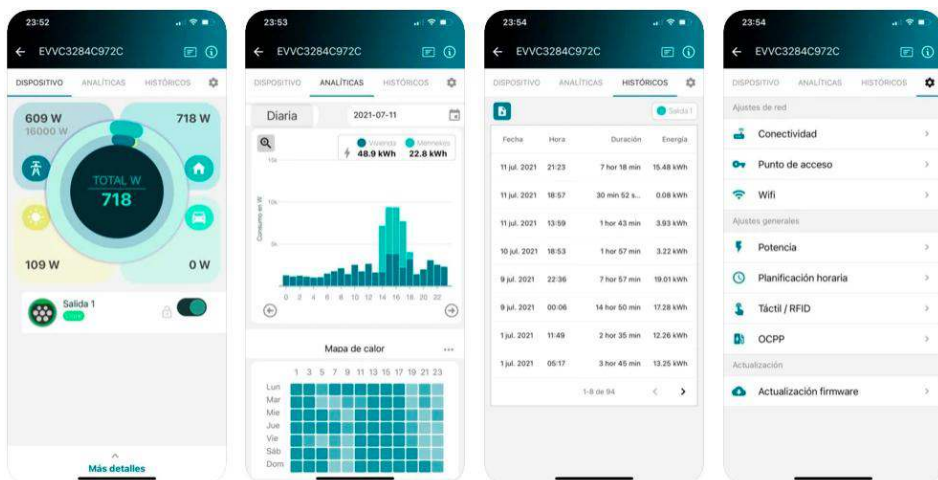 23:52
EVVC3284C972C
DISPOSITIVO ANALÍTICAS HISTÓRICOS
609 W
16000 W
718 W
TOTAL W
718
109 W
0 W
Salida 1
Más detalles
23:53
EVVC3284C972C
DISPOSITIVO ANALÍTICAS HISTÓRICOS
Diaria 2021-07-11
Vivienda Mennekes
48.9 kWh 22.8 kWh
15k
10k
5k
Consumo en W
0 2 4 6 8 10 12 14 16 18 20 22
Mapa de calor
1 3 5 7 9 11 13 15 17 19 21 23
Lun
Mar
Mie
Jue
Vie
Sáb
Dom
23:54
EVVC3284C972C
DISPOSITIVO ANALÍTICAS HISTÓRICOS
Salida 1
Fecha Hora Duración Energía
11 jul. 2021 21:23 7 hor 18 min 15.48 kWh
11 jul. 2021 18:57 30 min 52 s... 0.08 kWh
11 jul. 2021 13:59 1 hor 43 min 3.93 kWh
10 jul. 2021 18:53 1 hor 57 min 3.22 kWh
9 jul. 2021 22:36 7 hor 57 min 19.01 kWh
9 jul. 2021 00:06 14 hor 50 min 17.28 kWh
1 jul. 2021 11:49 2 hor 35 min 12.26 kWh
1 jul. 2021 05:17 3 hor 45 min 13.25 kWh
1-8 de 94
23:54
EVVC3284C972C
DISPOSITIVO ANALÍTICAS HISTÓRICOS
Ajustes de red
Conectividad
Punto de acceso
Wifi
Ajustes generales
Potencia
Planificación horaria
Táctil / RFID
OCPP
Actualización
Actualización firmware